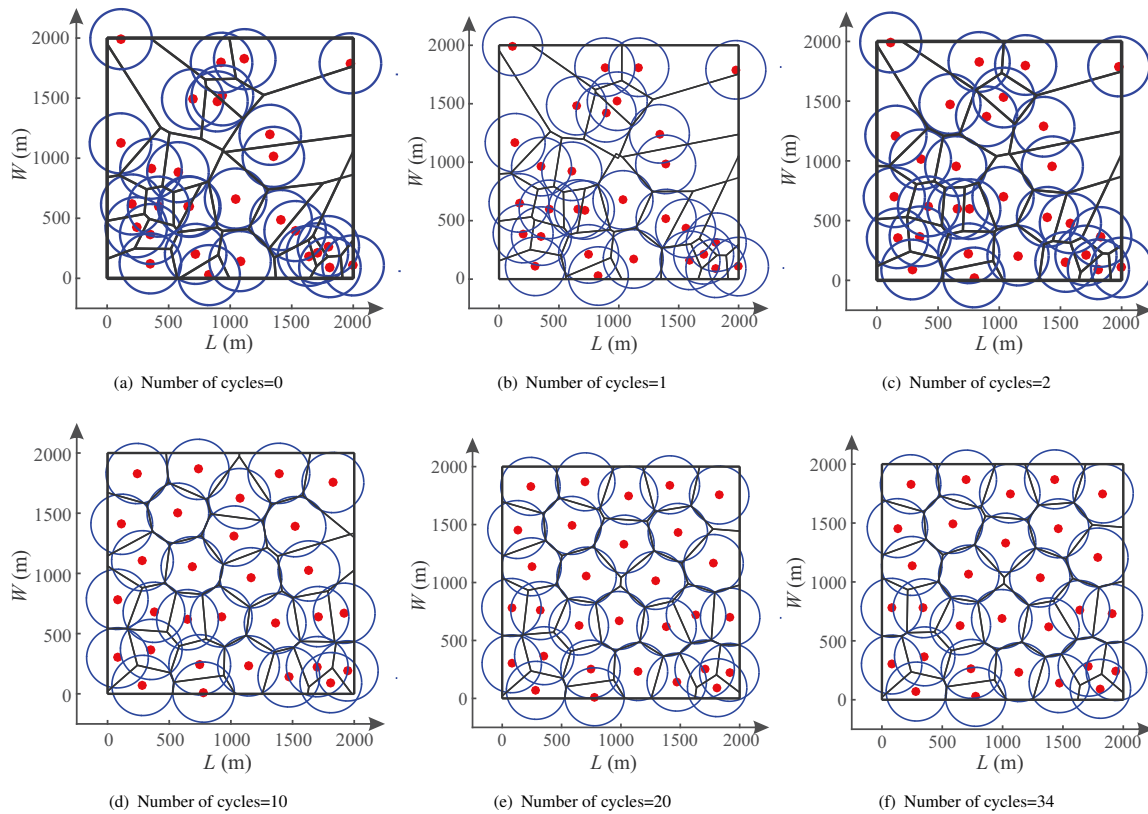 2000
1500
1000
500
0
W (m)
0 500 1000 1500 2000
L (m)
(a) Number of cycles=0
2000
1500
1000
500
0
W (m)
0 500 1000 1500 2000
L (m)
(b) Number of cycles=1
2000
1500
1000
500
0
W (m)
0 500 1000 1500 2000
L (m)
(c) Number of cycles=2
2000
1500
1000
500
0
W (m)
0 500 1000 1500 2000
L (m)
(d) Number of cycles=10
2000
1500
1000
500
0
W (m)
0 500 1000 1500 2000
L (m)
(e) Number of cycles=20
2000
1500
1000
500
0
W (m)
0 500 1000 1500 2000
L (m)
(f) Number of cycles=34